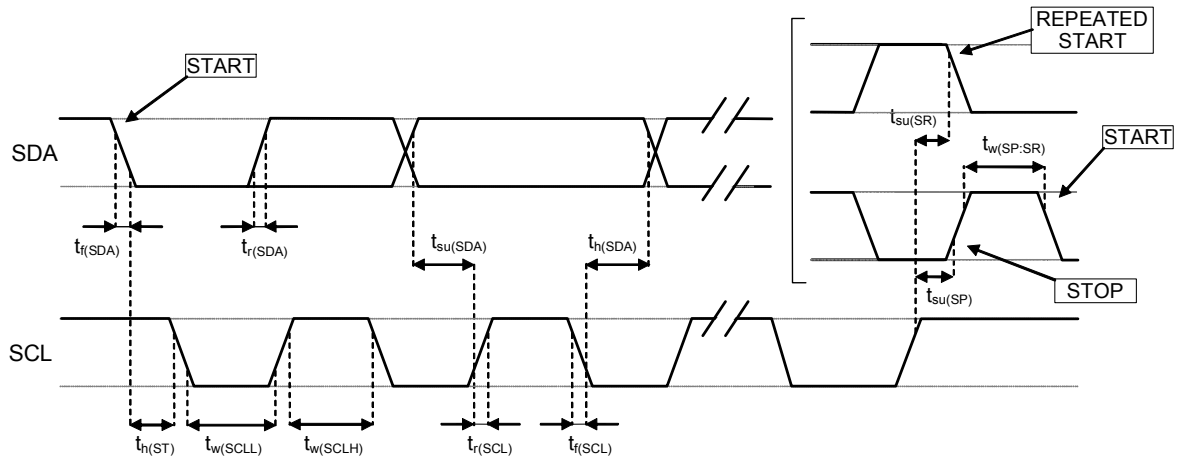 REPEATED
START
START
tsu(SR)
tw(SP:SR)
START
SDA
tf(SDA)
tr(SDA)
tsu(SDA)
th(SDA)
tsu(SP)
STOP
SCL
th(ST)
tw(SCLL)
tw(SCLH)
tr(SCL)
tf(SCL)